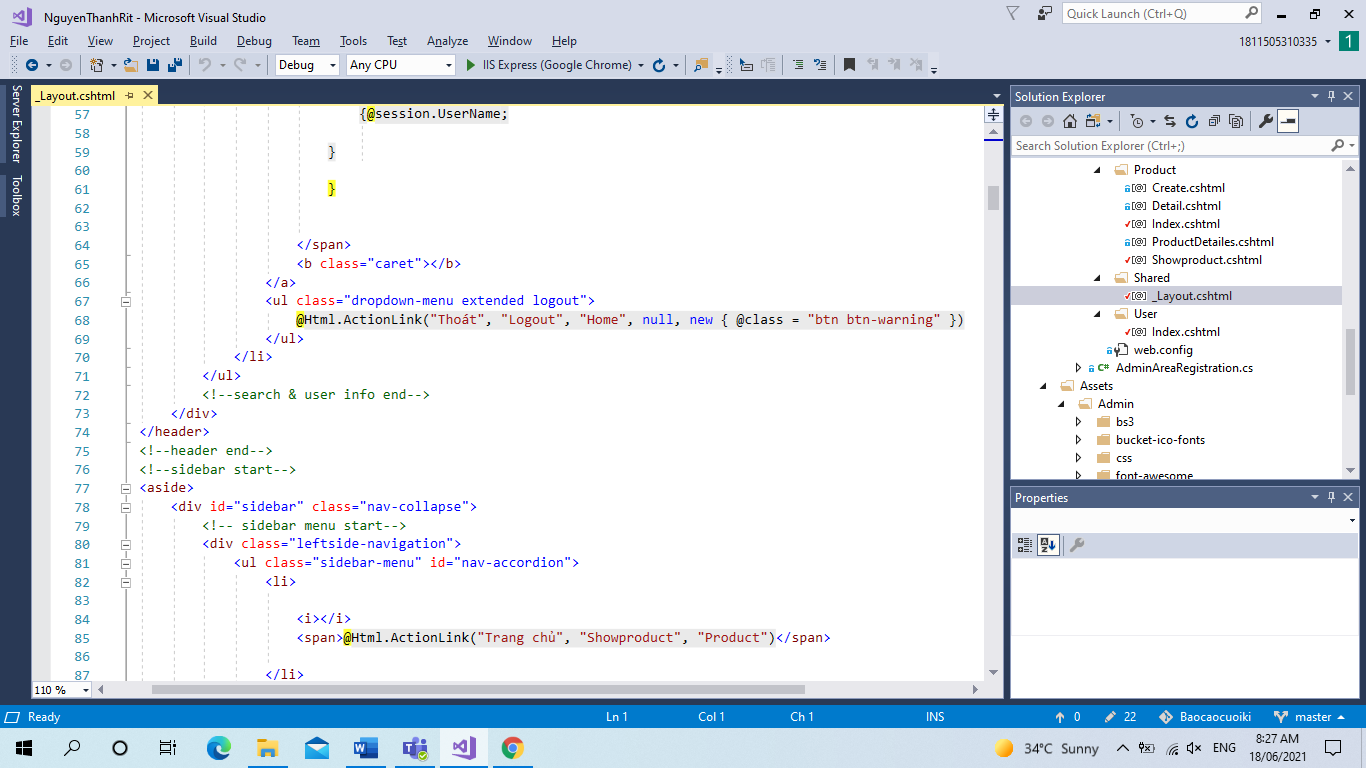 NguyenThanhRit - Microsoft Visual Studio
Quick Launch (Ctrl+Q)
File Edit View Project Build Debug Team Tools Test Analyze Window Help
1811505310335 1
Debug Any CPU IIS Express (Google Chrome)
Server Explorer
Toolbox
_Layout.cshtml
57 {@session.UserName;
58
59 }
60
61 }
62
63
64 </span>
65 <b class="caret"></b>
66 </a>
67 <ul class="dropdown-menu extended logout">
68 @Html.ActionLink("Thoát", "Logout", "Home", null, new { @class = "btn btn-warning" })
69 </ul>
70 </li>
71 </ul>
72 <!--search & user info end-->
73 </div>
74 </header>
75 <!--header end-->
76 <!--sidebar start-->
77 <aside>
78 <div id="sidebar" class="nav-collapse">
79 <!-- sidebar menu start-->
80 <div class="leftside-navigation">
81 <ul class="sidebar-menu" id="nav-accordion">
82 <li>
83
84 <i></i>
85 <span>@Html.ActionLink("Trang chủ", "Showproduct", "Product")</span>
86
87 </li>
110 %
Solution Explorer
Search Solution Explorer (Ctrl+;)
Product
Create.cshtml
Detail.cshtml
Index.cshtml
ProductDetailes.cshtml
Showproduct.cshtml
Shared
_Layout.cshtml
User
Index.cshtml
web.config
C# AdminAreaRegistration.cs
Assets
Admin
bs3
bucket-ico-fonts
css
font-awesome
Properties
Ready Ln 1 Col 1 Ch 1 INS 0 22 Baocaocuoiki master
34°C Sunny ENG 8:27 AM
18/06/2021